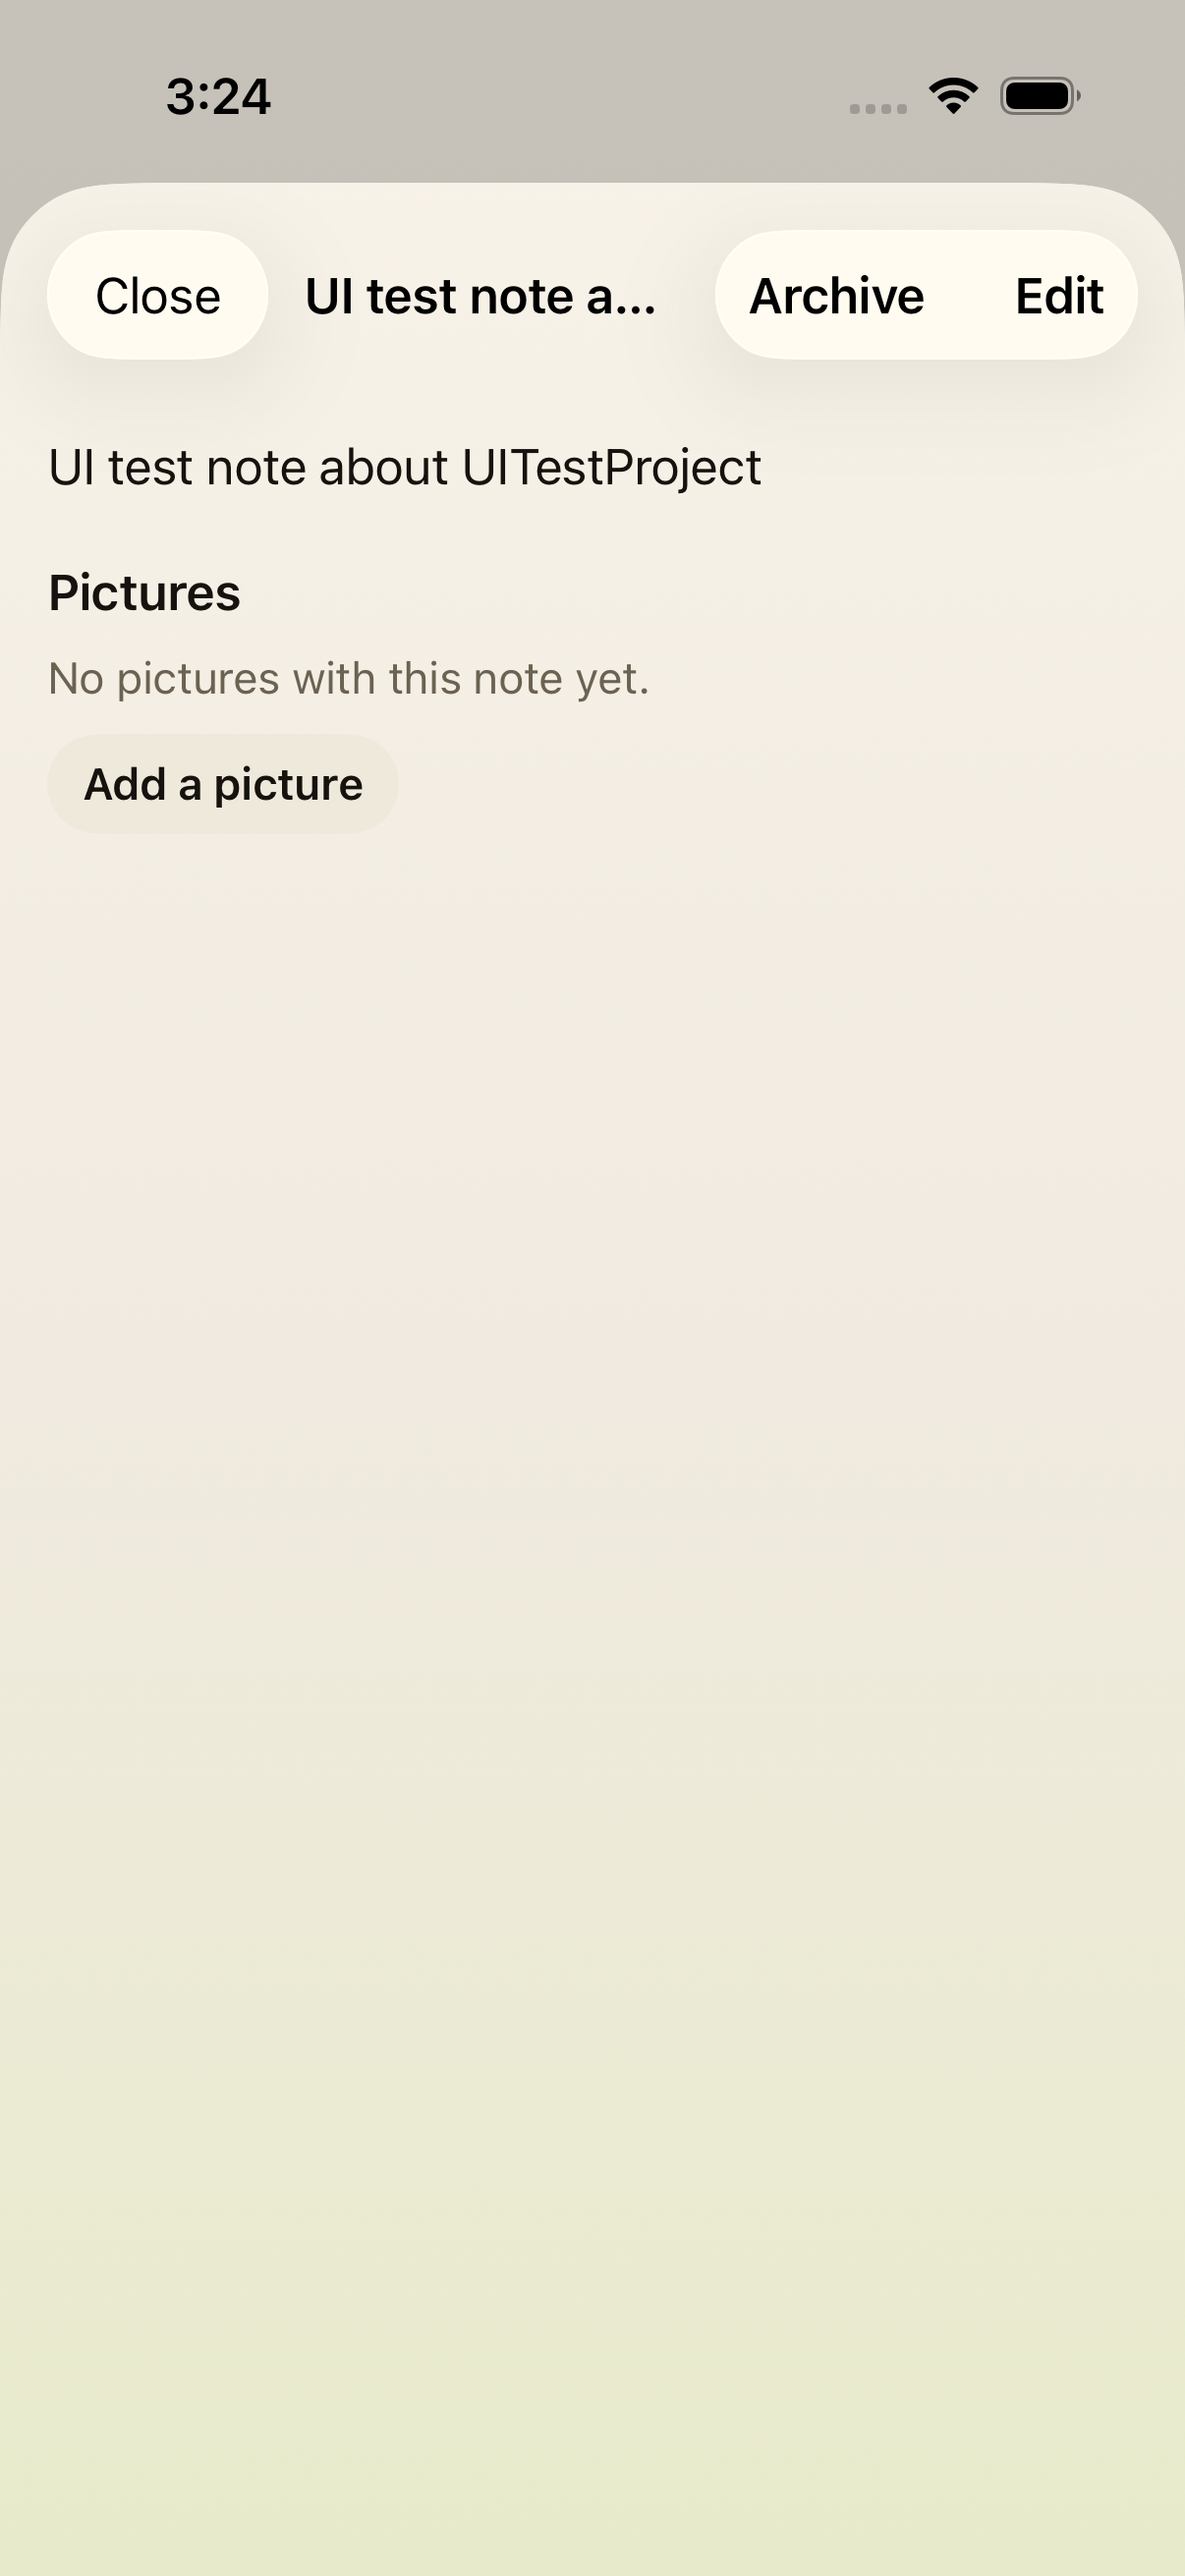 3:24
Close
UI test note a...
Archive
Edit
UI test note about UITestProject
Pictures
No pictures with this note yet.
Add a picture